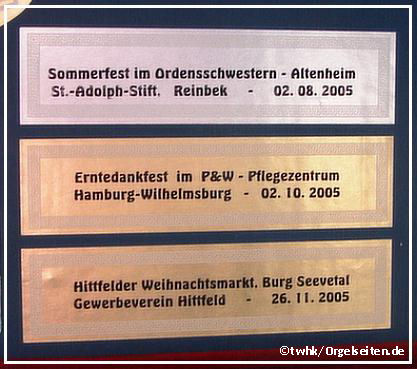 Sommerfest im Ordensschwestern - Altenheim
St.-Adolph-Stift. Reinbek - 02. 08. 2005
Erntedankfest im P&W - Pflegezentrum
Hamburg-Wilhelmsburg - 02. 10. 2005
Hittfelder Weihnachtsmarkt. Burg Seevetal
Gewerbeverein Hittfeld - 26. 11. 2005
©twhk/Orgelseiten.de